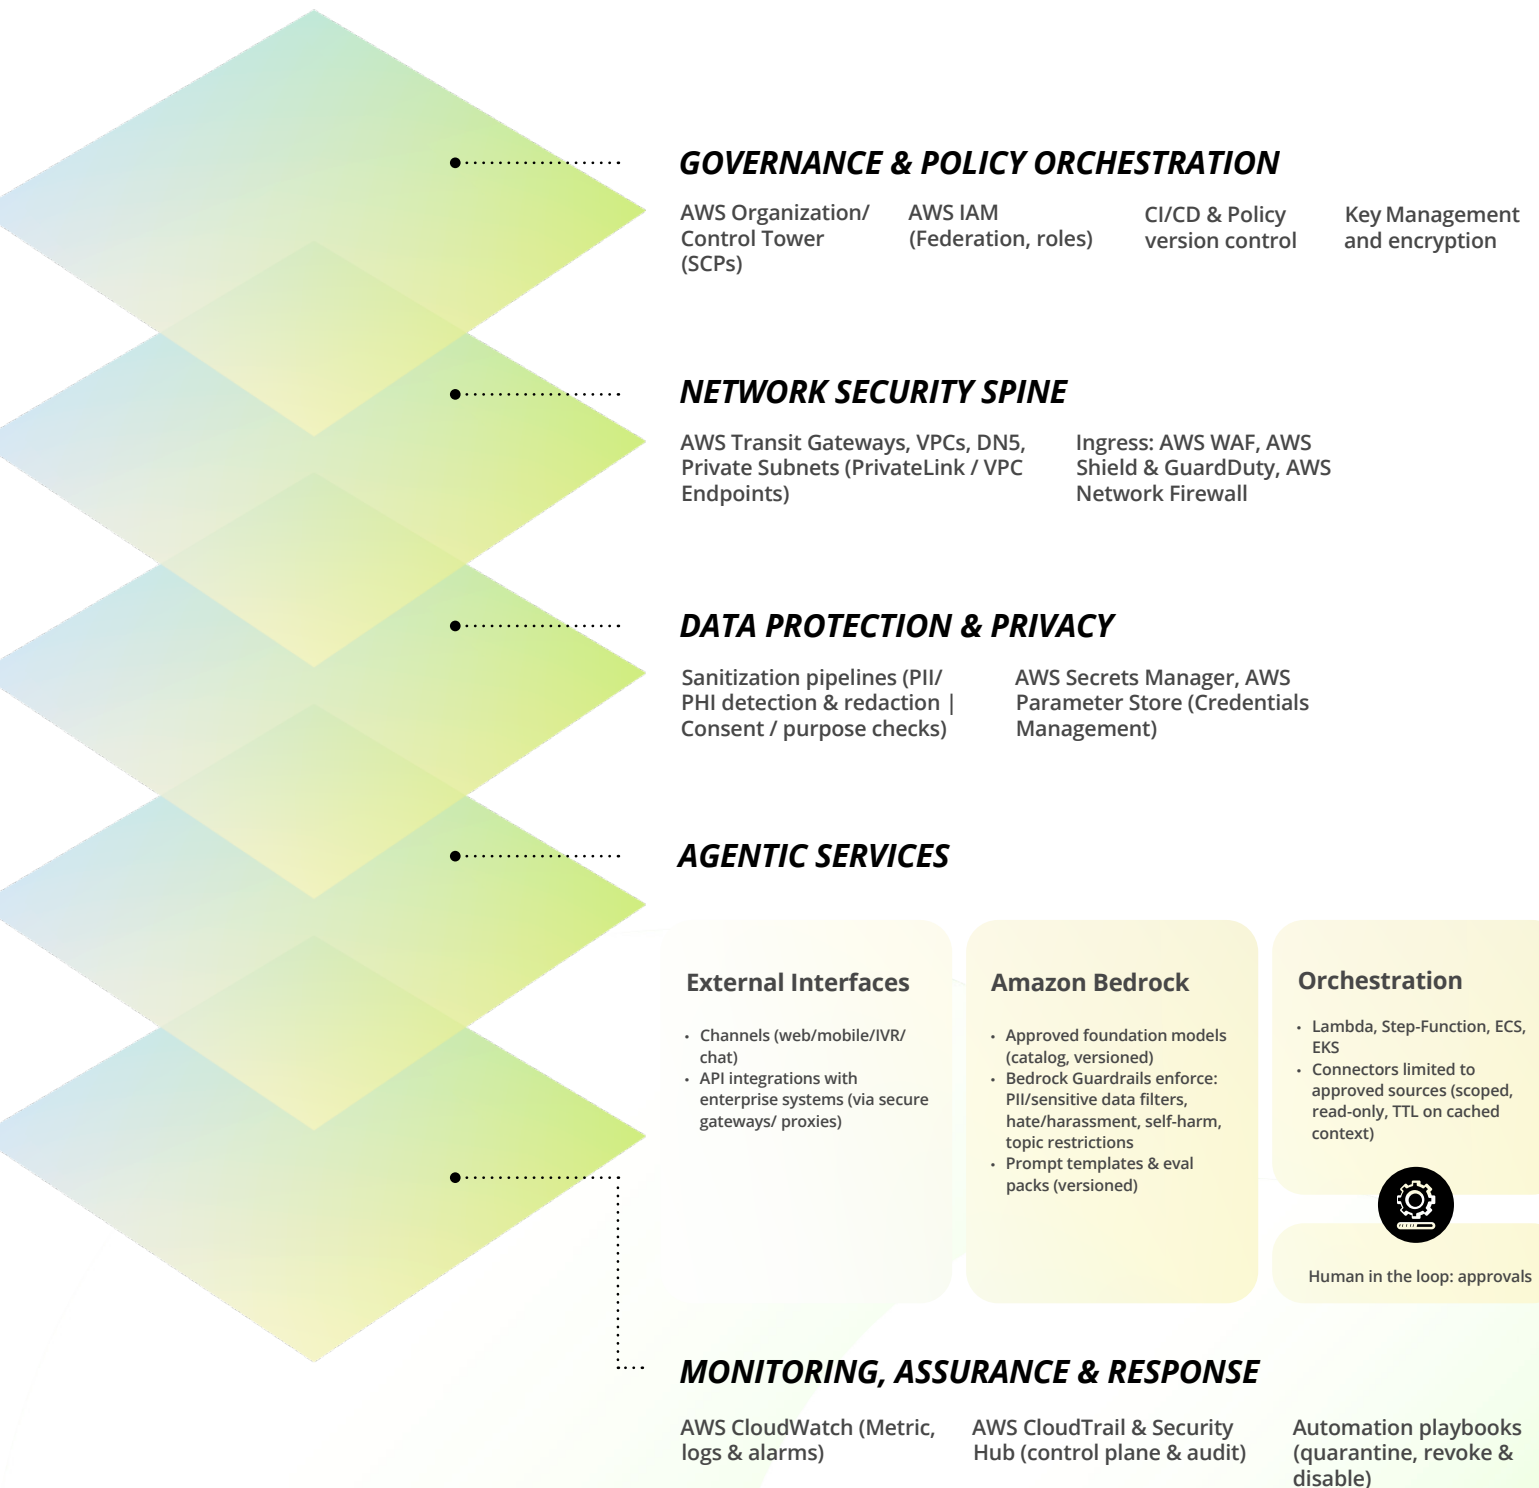 GOVERNANCE & POLICY ORCHESTRATION
AWS Organization/
Control Tower
(SCPs)
AWS IAM
(Federation, roles)
CI/CD & Policy
version control
Key Management
and encryption
NETWORK SECURITY SPINE
AWS Transit Gateways, VPCs, DN5,
Private Subnets (PrivateLink / VPC
Endpoints)
Ingress: AWS WAF, AWS
Shield & GuardDuty, AWS
Network Firewall
DATA PROTECTION & PRIVACY
Sanitization pipelines (PII/
PHI detection & redaction |
Consent / purpose checks)
AWS Secrets Manager, AWS
Parameter Store (Credentials
Management)
AGENTIC SERVICES
External Interfaces
• Channels (web/mobile/IVR/
chat)
• API integrations with
enterprise systems (via secure
gateways/ proxies)
Amazon Bedrock
• Approved foundation models
(catalog, versioned)
• Bedrock Guardrails enforce:
PII/sensitive data filters,
hate/harassment, self-harm,
topic restrictions
• Prompt templates & eval
packs (versioned)
Orchestration
• Lambda, Step-Function, ECS,
EKS
• Connectors limited to
approved sources (scoped,
read-only, TTL on cached
context)
Human in the loop: approvals
MONITORING, ASSURANCE & RESPONSE
AWS CloudWatch (Metric,
logs & alarms)
AWS CloudTrail & Security
Hub (control plane & audit)
Automation playbooks
(quarantine, revoke &
disable)